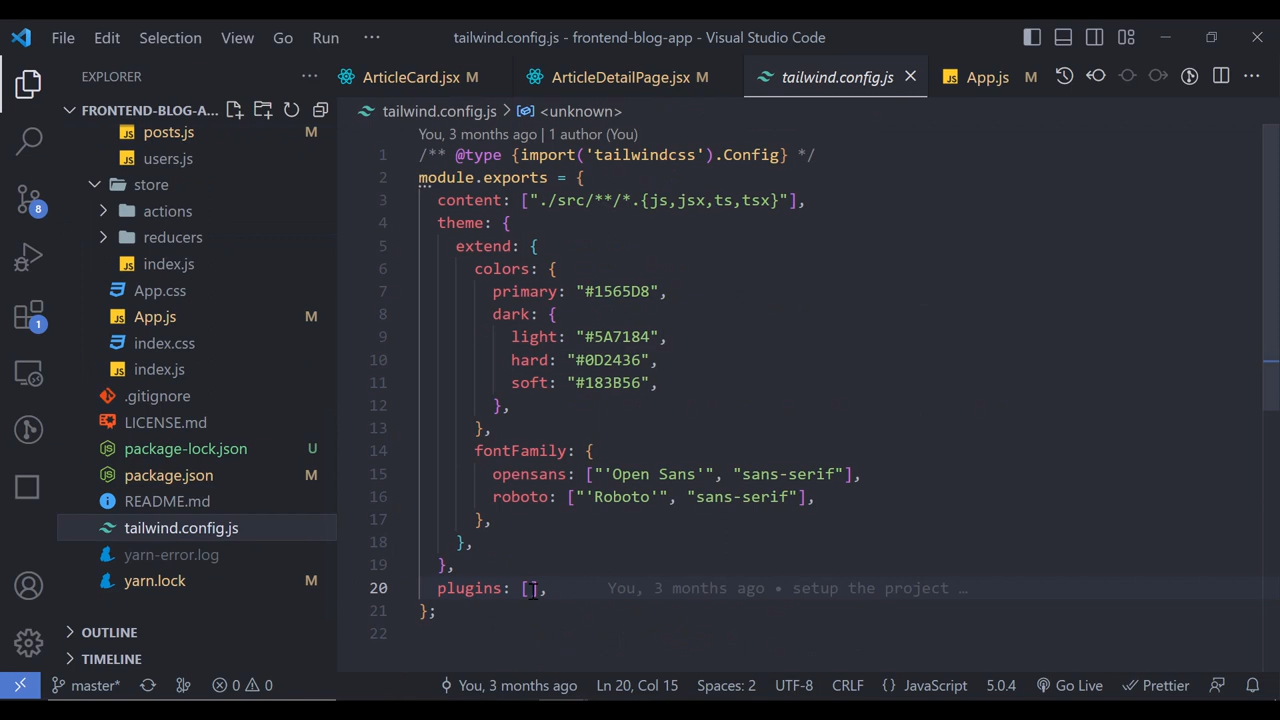 File Edit Selection View Go Run ··· tailwind.config.js - frontend-blog-app - Visual Studio Code
EXPLORER ···
ArticleCard.jsx M ArticleDetailPage.jsx M tailwind.config.js App.js M ···
FRONTEND-BLOG-A...
JS posts.js M
JS users.js
store
actions
reducers
JS index.js
App.css
JS App.js M
index.css
JS index.js
.gitignore
LICENSE.md
package-lock.json U
package.json M
README.md
tailwind.config.js
yarn-error.log
yarn.lock M
OUTLINE
TIMELINE
8
1
tailwind.config.js > <unknown>
You, 3 months ago | 1 author (You)
1 /** @type {import('tailwindcss').Config} */
2 module.exports = {
3 content: ["./src/**/*.{js,jsx,ts,tsx}"],
4 theme: {
5 extend: {
6 colors: {
7 primary: "#1565D8",
8 dark: {
9 light: "#5A7184",
10 hard: "#0D2436",
11 soft: "#183B56",
12 },
13 },
14 fontFamily: {
15 opensans: ["'Open Sans'", "sans-serif"],
16 roboto: ["'Roboto'", "sans-serif"],
17 },
18 },
19 },
20 plugins: [], You, 3 months ago • setup the project …
21 };
22
master* 0 0 You, 3 months ago Ln 20, Col 15 Spaces: 2 UTF-8 CRLF {} JavaScript 5.0.4 Go Live Prettier